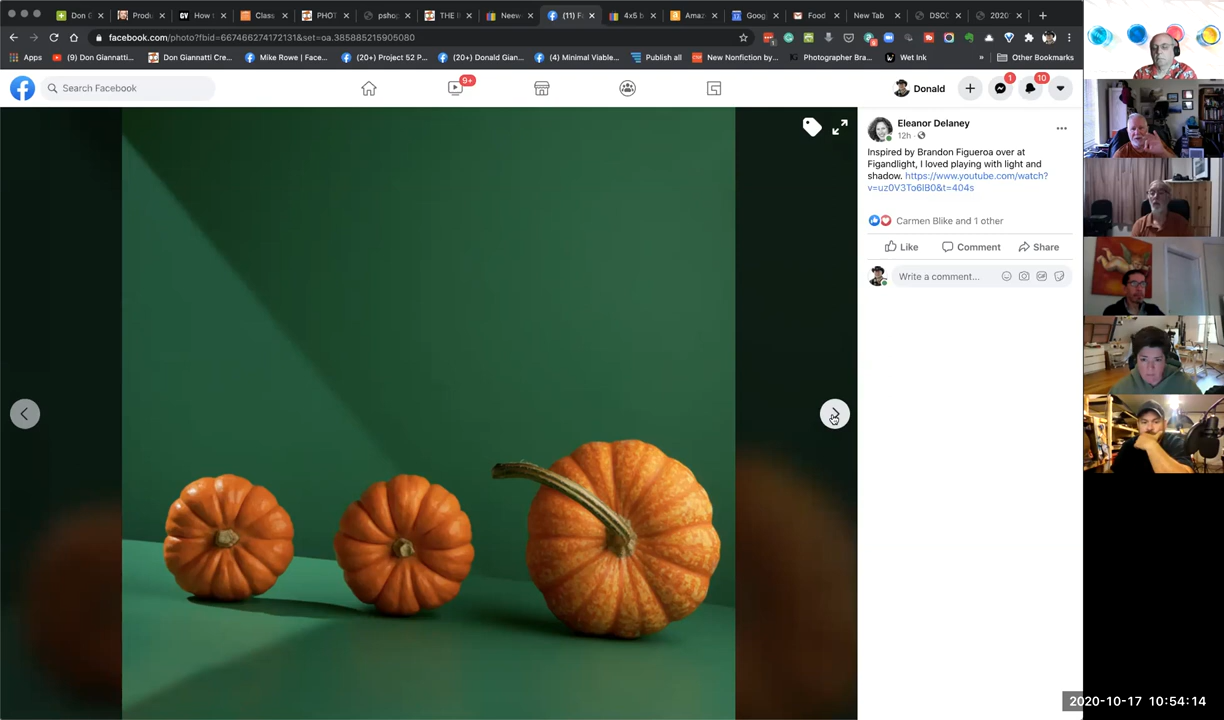 Don G
Produ
GV How t
Class
PHOT
pshop
THE I
Neew
(11) F
4x5 b
Amaz
Goog
Food
New Tab
DSC0
2020
facebook.com/photo?fbid=667466274172131&set=oa.385885215905080
Apps
(9) Don Giannatti...
Don Giannatti Cre...
Mike Rowe | Face...
(20+) Project 52 P...
(20+) Donald Gian...
(4) Minimal Viable...
Publish all
Nonfiction by...
Photographer Bra...
Wet Ink
»
Other Bookmarks
Search Facebook
9+
Donald
1
10
Eleanor Delaney
12h ·
Inspired by Brandon Figueroa over at
Figandlight, I loved playing with light and
shadow. https://www.youtube.com/watch?
v=uz0V3To6lB0&t=404s
Carmen Blike and 1 other
Like
Comment
Share
Write a comment...
2020-10-17 10:54:14